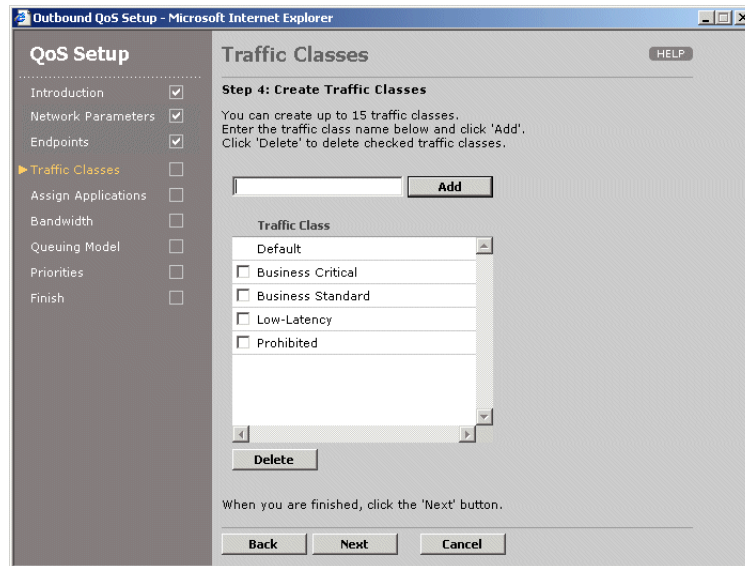 Outbound QoS Setup - Microsoft Internet Explorer
QoS Setup
Introduction
Network Parameters
Endpoints
Traffic Classes
Assign Applications
Bandwidth
Queuing Model
Priorities
Finish
Traffic Classes
HELP
Step 4: Create Traffic Classes
You can create up to 15 traffic classes.
Enter the traffic class name below and click 'Add'.
Click 'Delete' to delete checked traffic classes.
Add
Traffic Class
Default
Business Critical
Business Standard
Low-Latency
Prohibited
Delete
When you are finished, click the 'Next' button.
Back Next Cancel